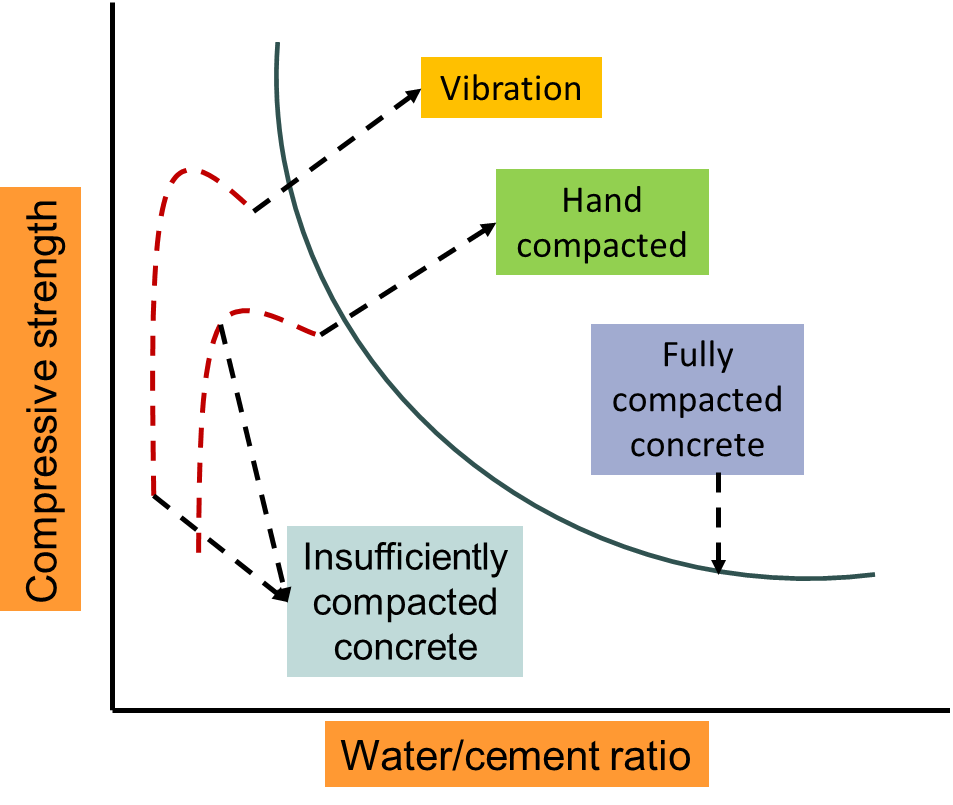 Vibration
Hand
compacted
Compressive strength
Fully
compacted
concrete
Insufficiently
compacted
concrete
Water/cement ratio